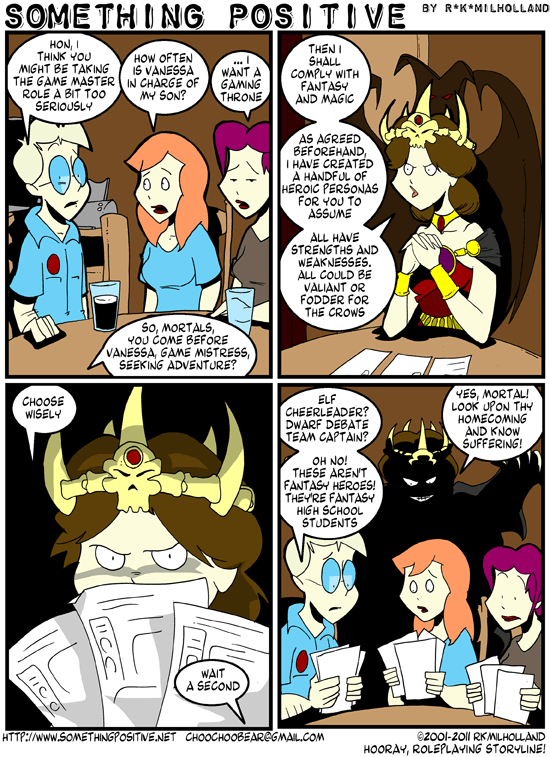 SOMETHING POSITIVE BY R*K*MILHOLLAND
HON, I
THINK YOU
MIGHT BE TAKING
THE GAME MASTER
ROLE A BIT TOO
SERIOUSLY
HOW OFTEN
IS VANESSA
IN CHARGE OF
MY SON?
... I
WANT A
GAMING
THRONE
SO, MORTALS,
YOU COME BEFORE
VANESSA, GAME MISTRESS,
SEEKING ADVENTURE?
THEN I
SHALL
COMPLY WITH
FANTASY
AND MAGIC
AS AGREED
BEFOREHAND,
I HAVE CREATED
A HANDFUL OF
HEROIC PERSONAS
FOR YOU TO
ASSUME
ALL HAVE
STRENGTHS AND
WEAKNESSES.
ALL COULD BE
VALIANT OR
FODDER FOR
THE CROWS
CHOOSE
WISELY
WAIT
A SECOND
ELF
CHEERLEADER?
DWARF DEBATE
TEAM CAPTAIN?
OH NO!
THESE AREN'T
FANTASY HEROES!
THEY'RE FANTASY
HIGH SCHOOL
STUDENTS
YES, MORTAL!
LOOK UPON THY
HOMECOMING
AND KNOW
SUFFERING!
HTTP://WWW.SOMETHINGPOSITIVE.NET CHOOCHOOBEAR@GMAIL.COM
©2001-2011 RKMILHOLLAND
HOORAY, ROLEPLAYING STORYLINE!